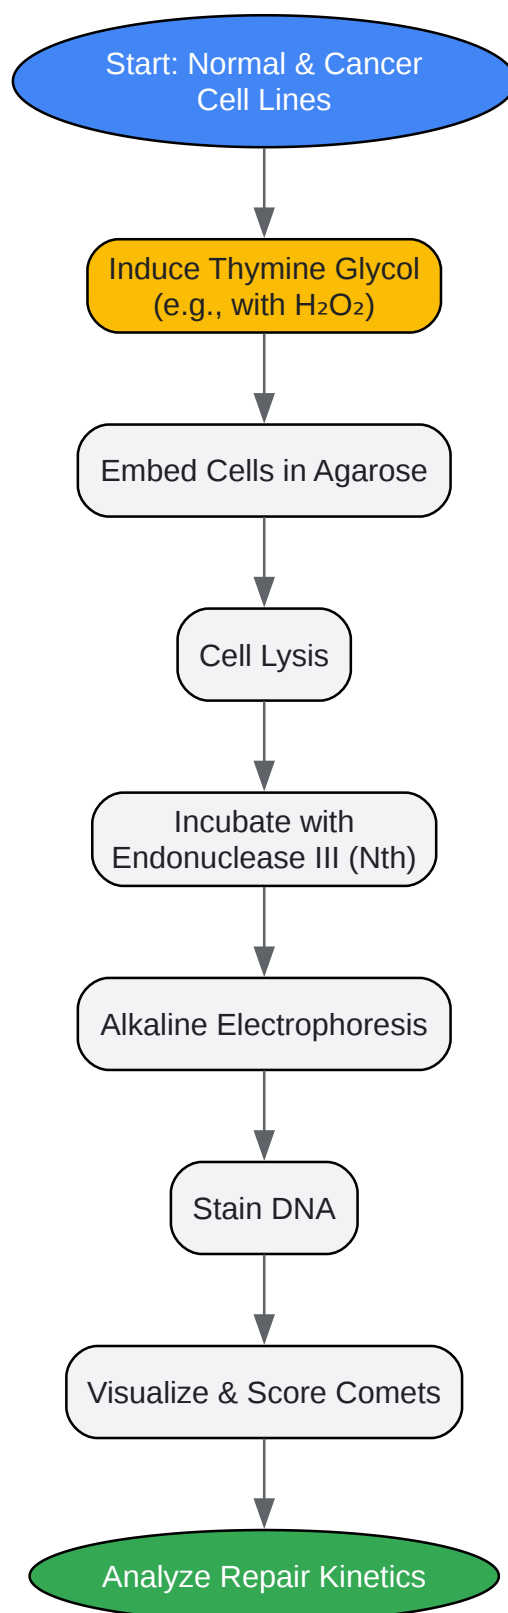 Start: Normal & Cancer
Cell Lines
Induce Thymine Glycol
(e.g., with H₂O₂)
Embed Cells in Agarose
Cell Lysis
Incubate with
Endonuclease III (Nth)
Alkaline Electrophoresis
Stain DNA
Visualize & Score Comets
Analyze Repair Kinetics